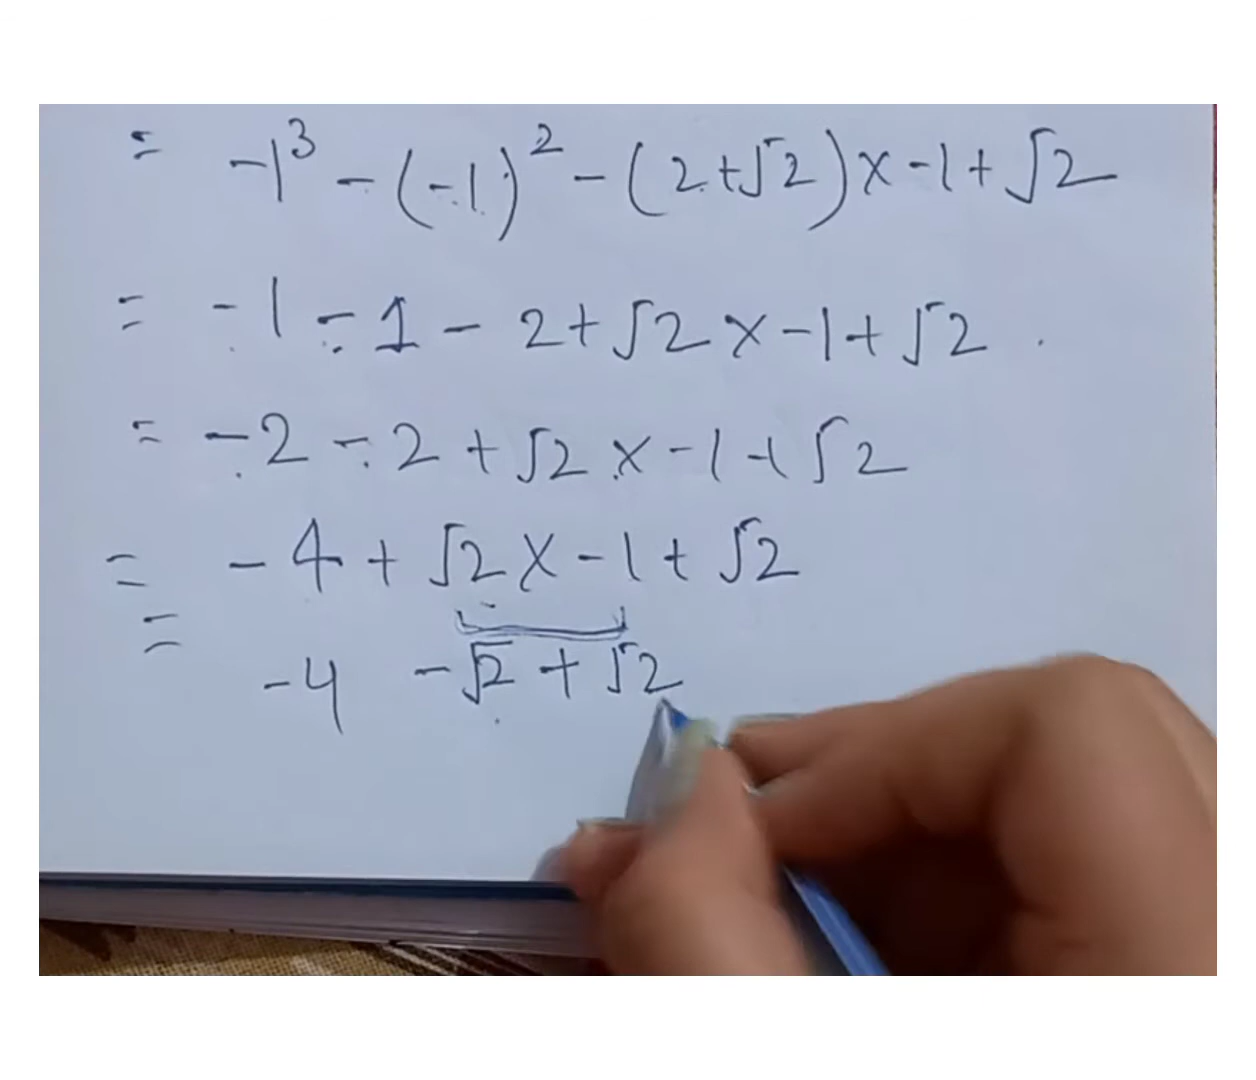 = -1³ - (-1)² - (2+√2) x -1 + √2
= -1 - 1 - 2 + √2 x -1 + √2
= -2 - 2 + √2 x -1 + √2
= -4 + √2 x -1 + √2
= -4 -√2 + √2